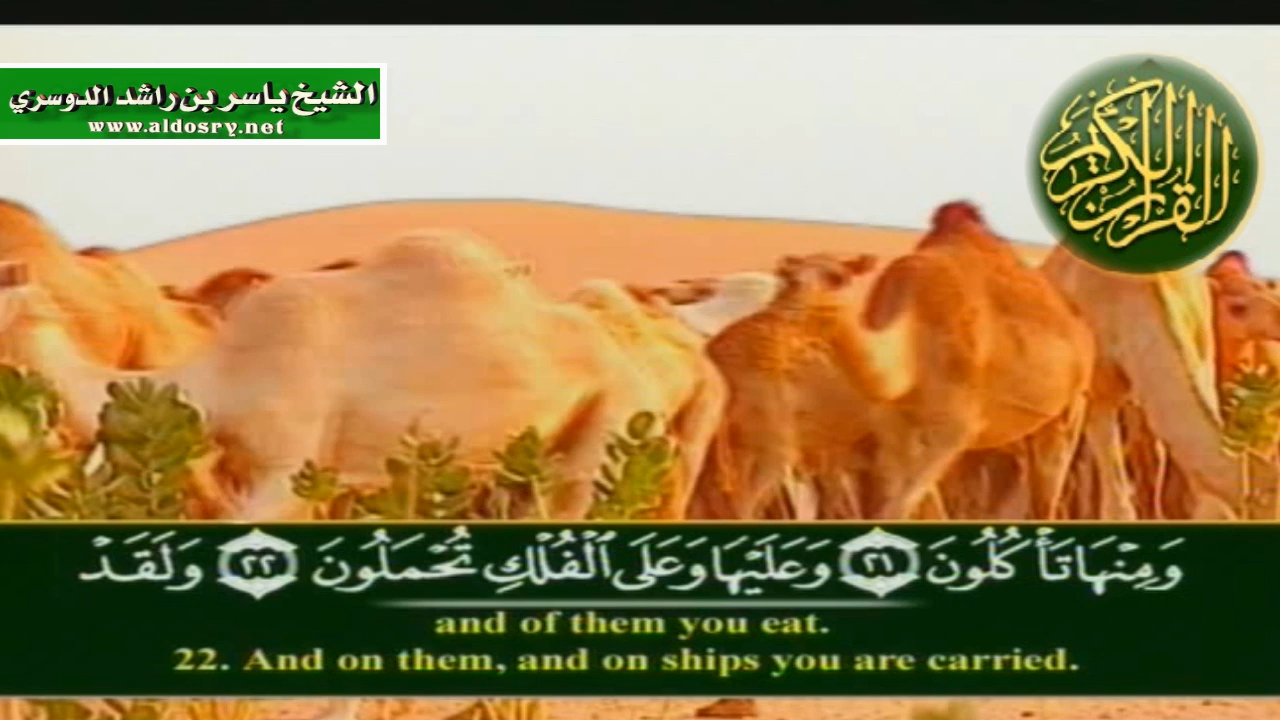 الشيخ ياسر بن راشد الدوسري
www.aldosry.net
القرآن الكريم
وَمِنْهَا تَأْكُلُونَ ٢١ وَعَلَيْهَا وَعَلَى ٱلْفُلْكِ تُحْمَلُونَ ٢٢ وَلَقَدْ
and of them you eat.
22. And on them, and on ships you are carried.